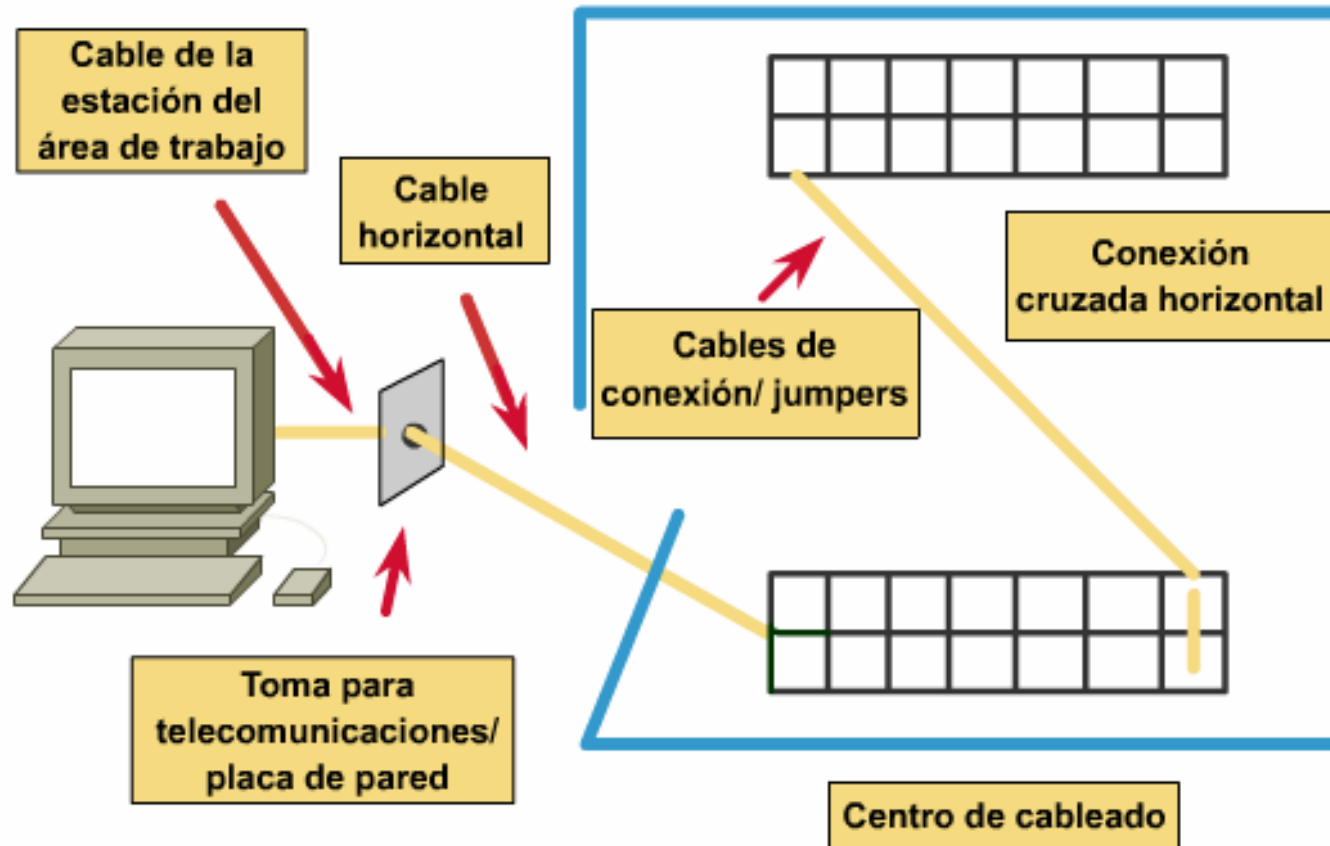 Cable de la
estación del
área de trabajo
Cable
horizontal
Conexión
cruzada horizontal
Cables de
conexión/ jumpers
Toma para
telecomunicaciones/
placa de pared
Centro de cableado